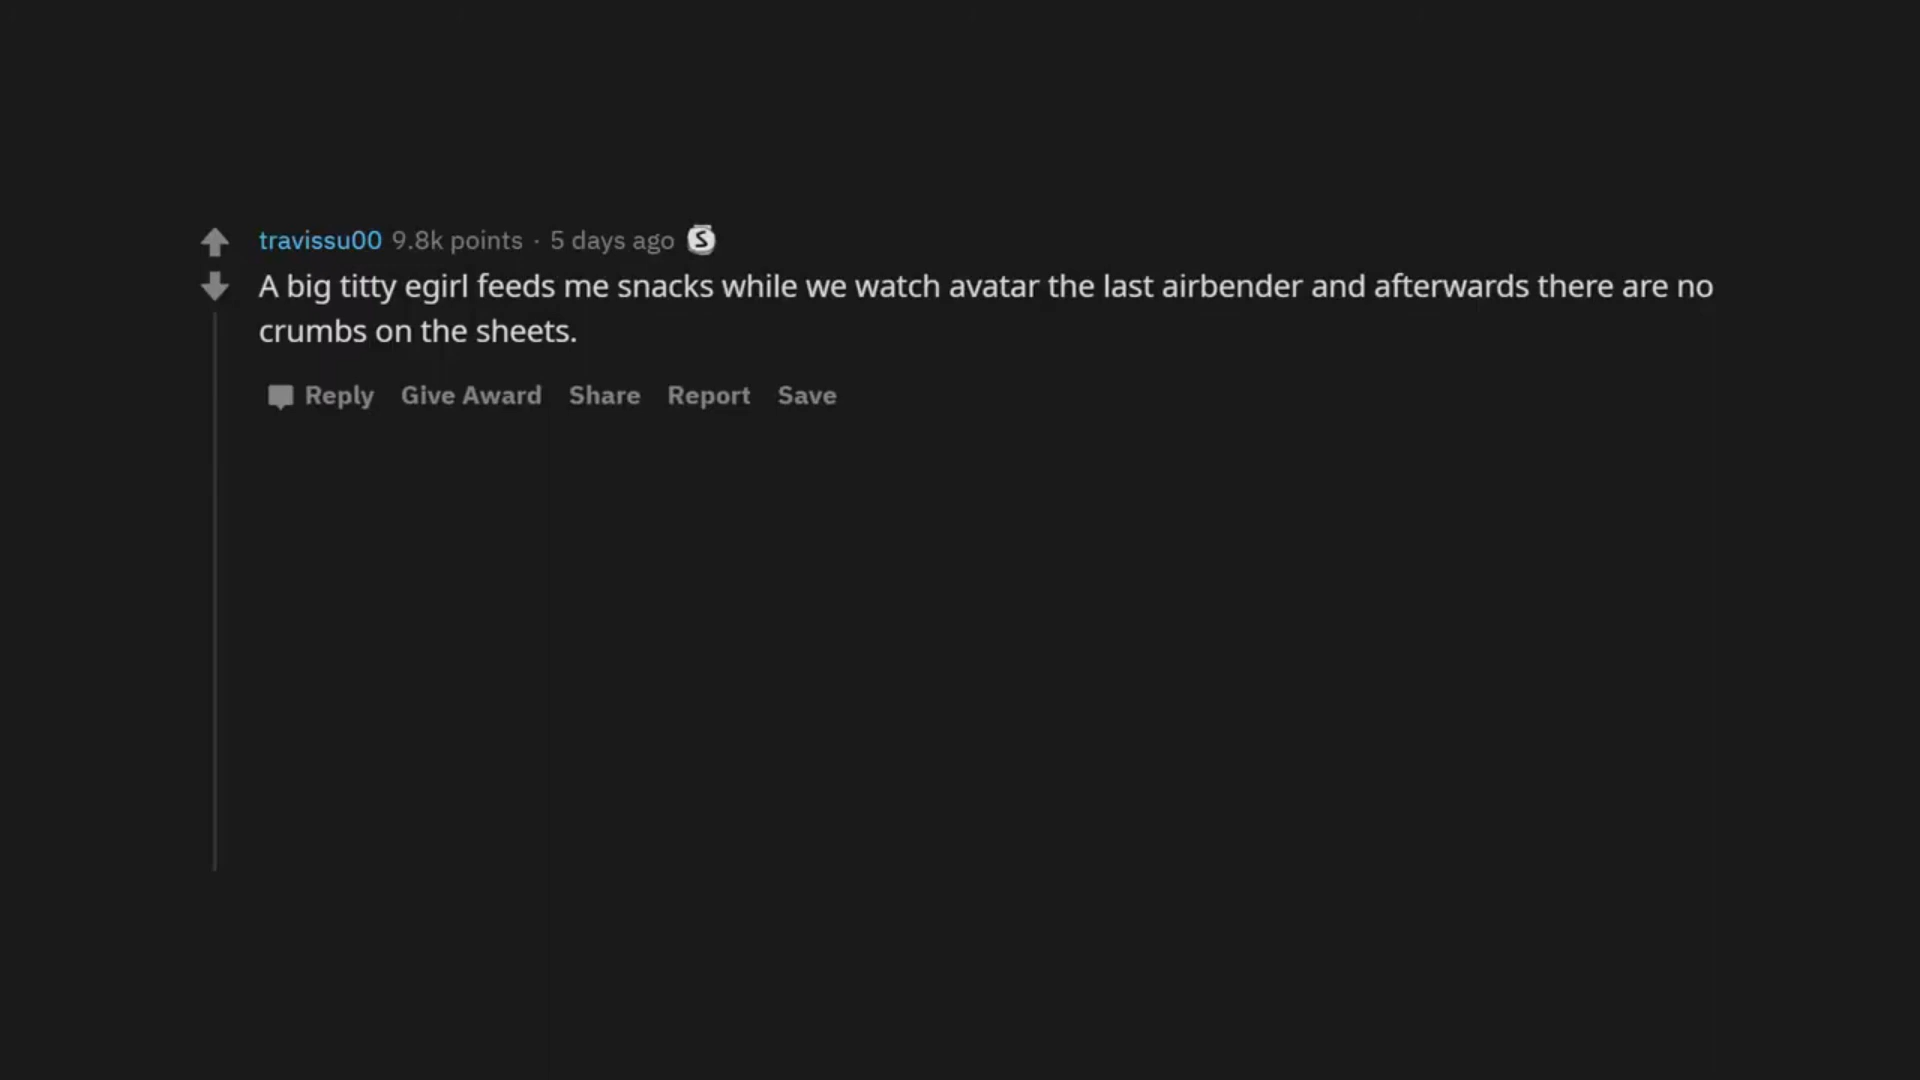 travissu00 9.8k points · 5 days ago S
A big titty egirl feeds me snacks while we watch avatar the last airbender and afterwards there are no
crumbs on the sheets.
Reply Give Award Share Report Save